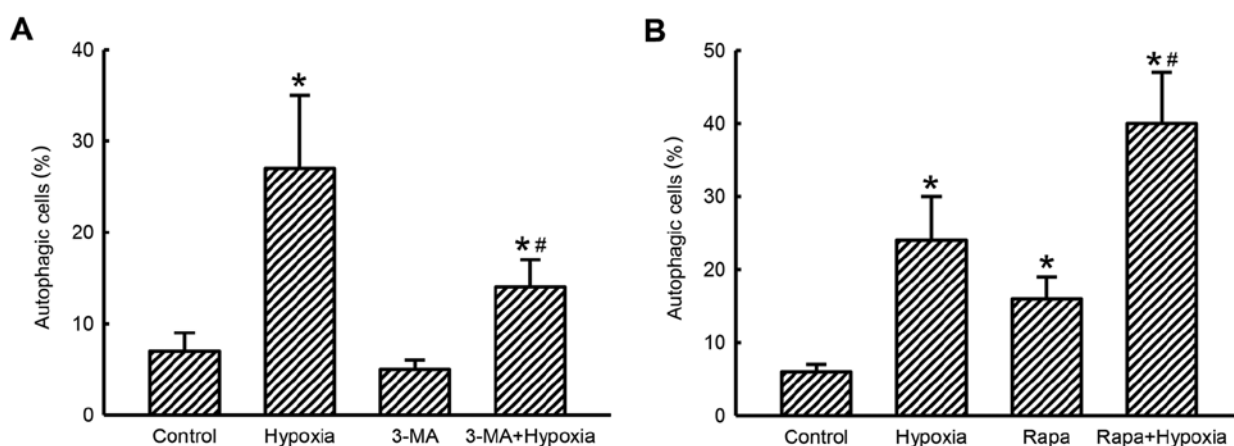 A
Autophagic cells (%)
40
30
20
10
0
*
* #
Control Hypoxia 3-MA 3-MA+Hypoxia
B
Autophagic cells (%)
50
40
30
20
10
0
*
*
* #
Control Hypoxia Rapa Rapa+Hypoxia